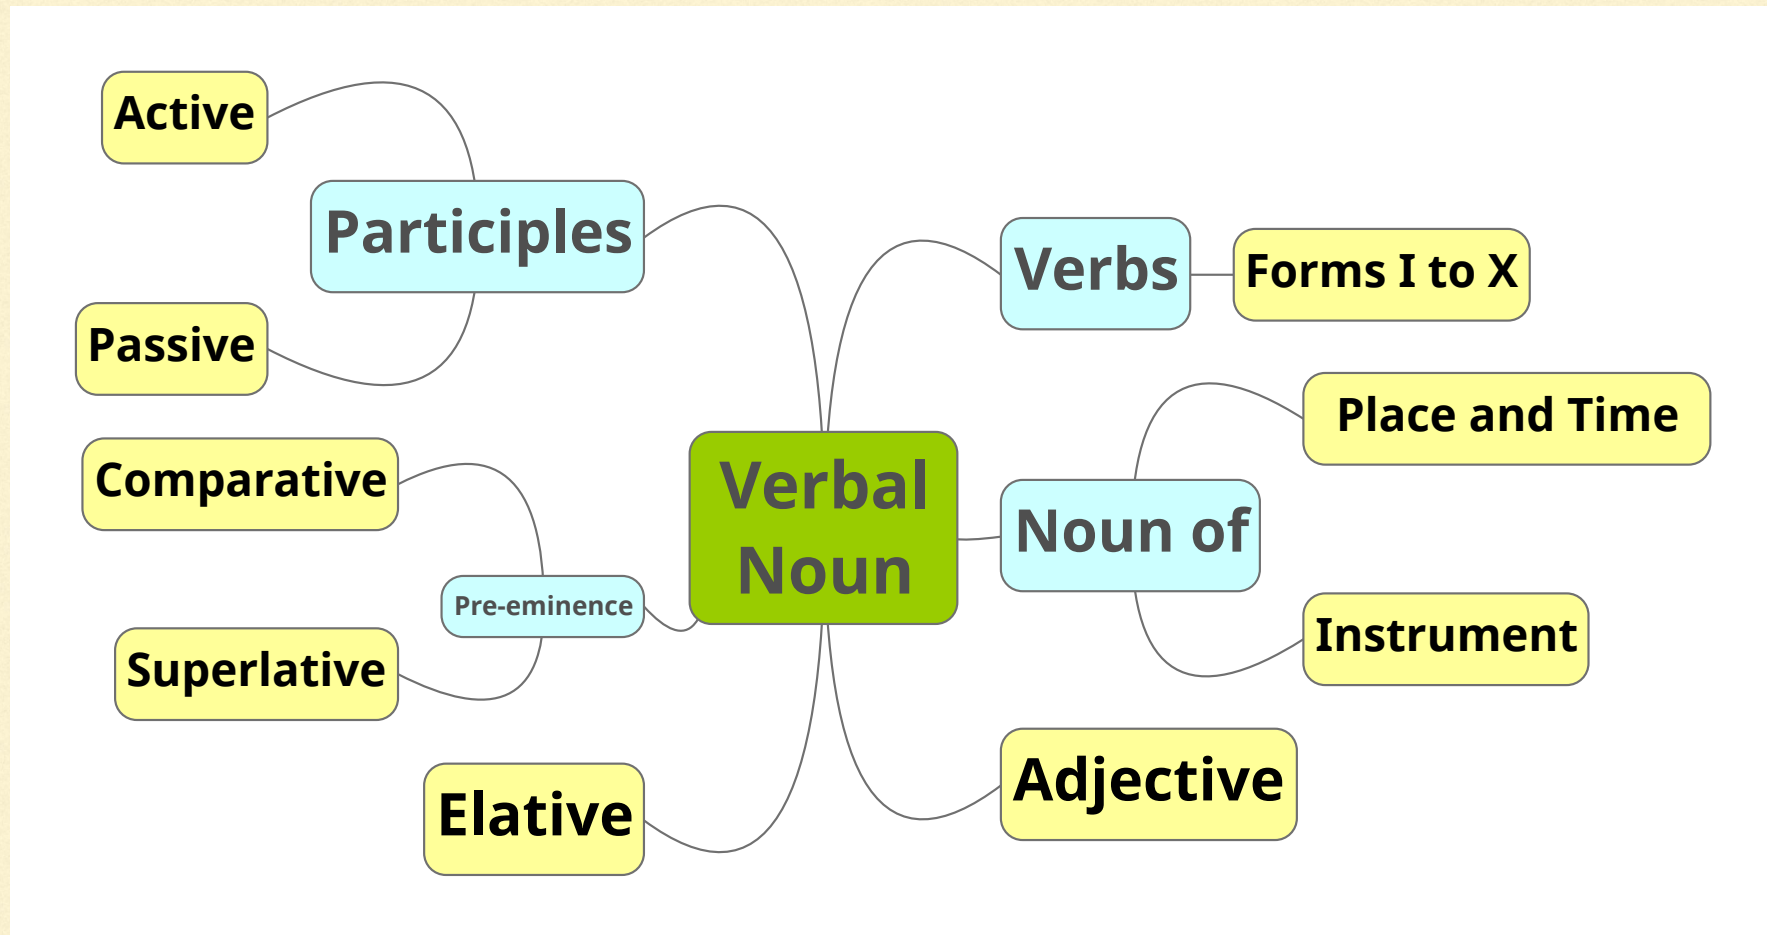 Active
Participles
Passive
Comparative
Pre-eminence
Superlative
Elative
Verbal
Noun
Verbs
Forms I to X
Place and Time
Noun of
Instrument
Adjective